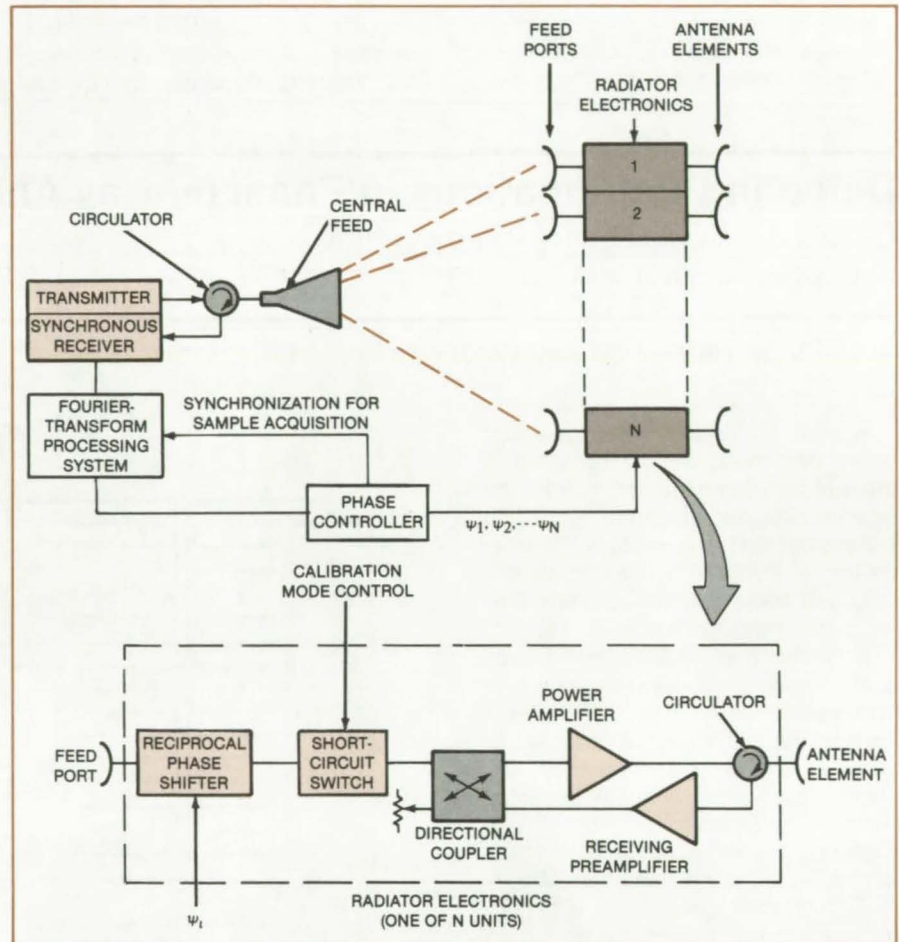 FEED
PORTS
ANTENNA
ELEMENTS
RADIATOR
ELECTRONICS
1
2
N
CIRCULATOR
CENTRAL
FEED
TRANSMITTER
SYNCHRONOUS
RECEIVER
FOURIER-
TRANSFORM
PROCESSING
SYSTEM
SYNCHRONIZATION FOR
SAMPLE ACQUISITION
PHASE
CONTROLLER
Ψ1, Ψ2,---ΨN
CALIBRATION
MODE CONTROL
FEED
PORT
RECIPROCAL
PHASE
SHIFTER
SHORT-
CIRCUIT
SWITCH
DIRECTIONAL
COUPLER
POWER
AMPLIFIER
RECEIVING
PREAMPLIFIER
CIRCULATOR
ANTENNA
ELEMENT
ΨI
RADIATOR ELECTRONICS
(ONE OF N UNITS)